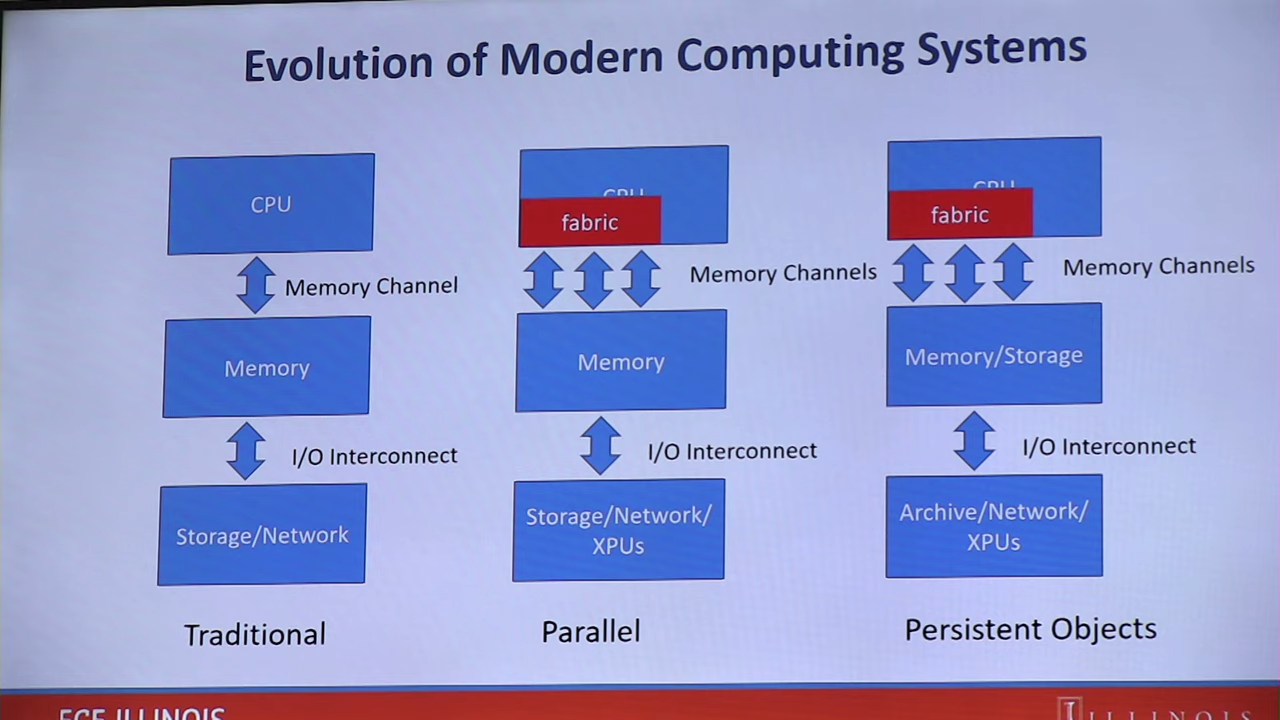 Evolution of Modern Computing Systems
CPU
Memory Channel
Memory
I/O Interconnect
Storage/Network
Traditional
CPU
fabric
Memory Channels
Memory
I/O Interconnect
Storage/Network/
XPUs
Parallel
CPU
fabric
Memory Channels
Memory/Storage
I/O Interconnect
Archive/Network/
XPUs
Persistent Objects
ECE ILLINOIS
I ILLINOIS